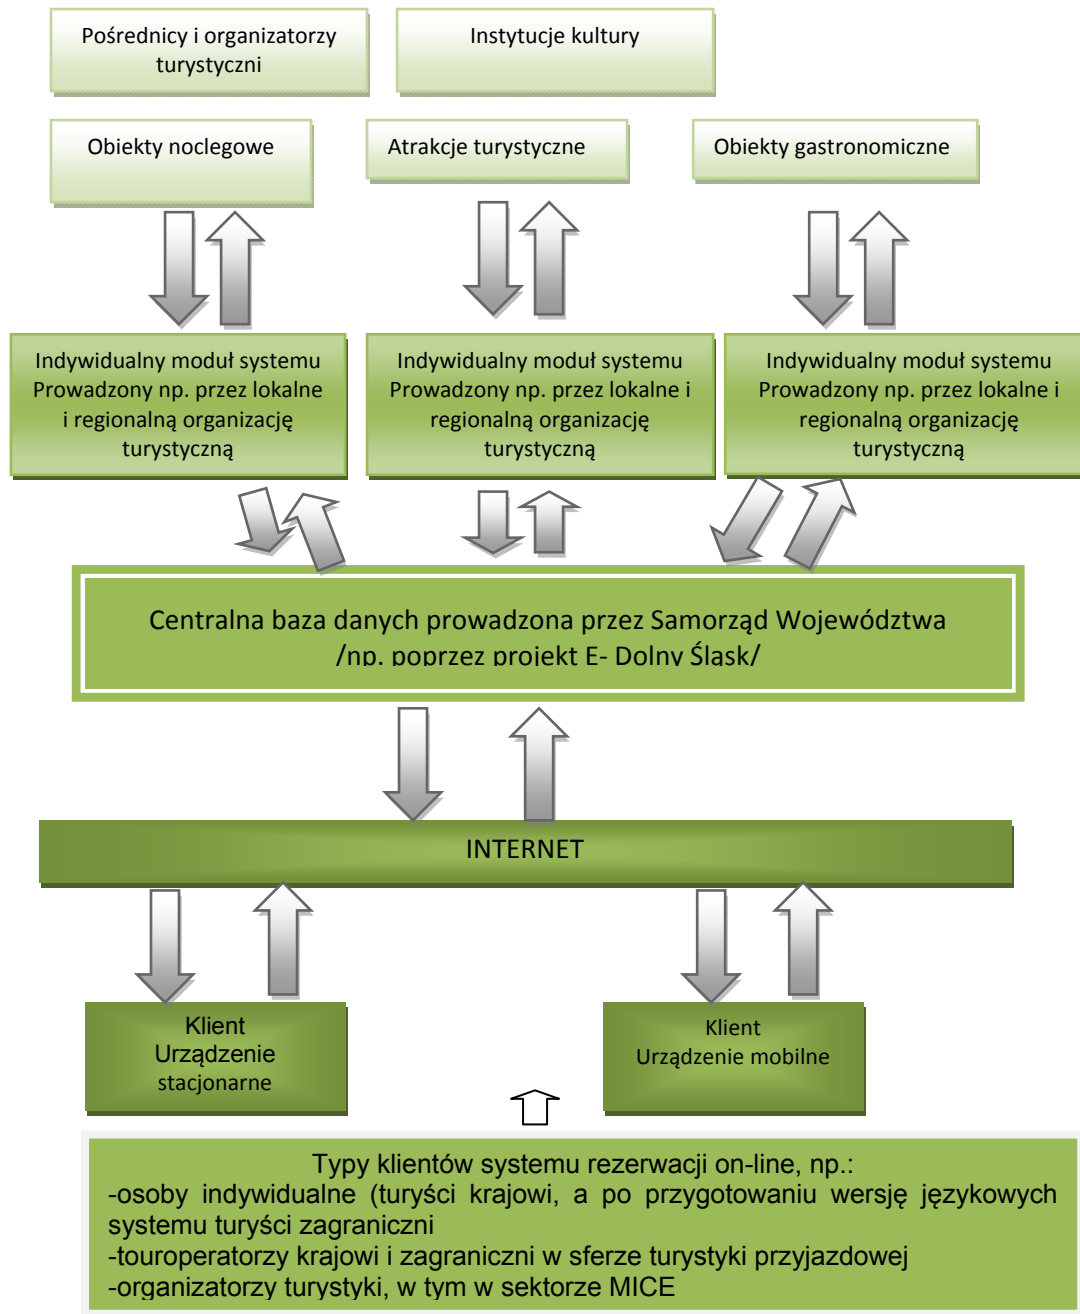 Pośrednicy i organizatorzy
turystyczni
Instytucje kultury
Obiekty noclegowe
Atrakcje turystyczne
Obiekty gastronomiczne
Indywidualny moduł systemu
Prowadzony np. przez lokalne
i regionalną organizację
turystyczną
Indywidualny moduł systemu
Prowadzony np. przez lokalne i
regionalną organizację
turystyczną
Indywidualny moduł systemu
Prowadzony np. przez lokalne i
regionalną organizację
turystyczną
Centralna baza danych prowadzona przez Samorząd Województwa
/np. poprzez projekt E- Dolny Śląsk/
INTERNET
Klient
Urządzenie
stacjonarne
Klient
Urządzenie mobilne
Typy klientów systemu rezerwacji on-line, np.:
-osoby indywidualne (turyści krajowi, a po przygotowaniu wersję językowych
systemu turyści zagraniczni
-touroperatorzy krajowi i zagraniczni w sferze turystyki przyjazdowej
-organizatorzy turystyki, w tym w sektorze MICE